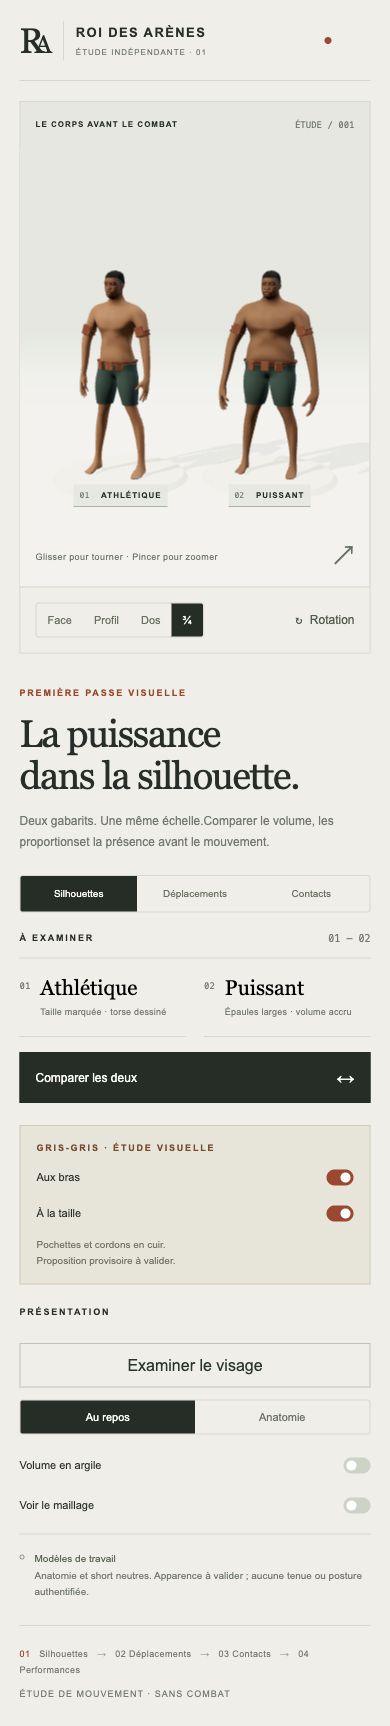 RA
ROI DES ARÈNES
ÉTUDE INDÉPENDANTE · 01
LE CORPS AVANT LE COMBAT
ÉTUDE / 001
01 ATHLÉTIQUE
02 PUISSANT
Glisser pour tourner · Pincer pour zoomer
Face Profil Dos ¾
↻ Rotation
PREMIÈRE PASSE VISUELLE
La puissance
dans la silhouette.
Deux gabarits. Une même échelle.Comparer le volume, les
proportionset la présence avant le mouvement.
Silhouettes Déplacements Contacts
À EXAMINER
01 — 02
01 Athlétique
Taille marquée · torse dessiné
02 Puissant
Épaules larges · volume accru
Comparer les deux ↔
GRIS-GRIS · ÉTUDE VISUELLE
Aux bras
À la taille
Pochettes et cordons en cuir.
Proposition provisoire à valider.
PRÉSENTATION
Examiner le visage
Au repos Anatomie
Volume en argile
Voir le maillage
Modèles de travail
Anatomie et short neutres. Apparence à valider ; aucune tenue ou posture
authentifiée.
01 Silhouettes → 02 Déplacements → 03 Contacts → 04
Performances
ÉTUDE DE MOUVEMENT · SANS COMBAT